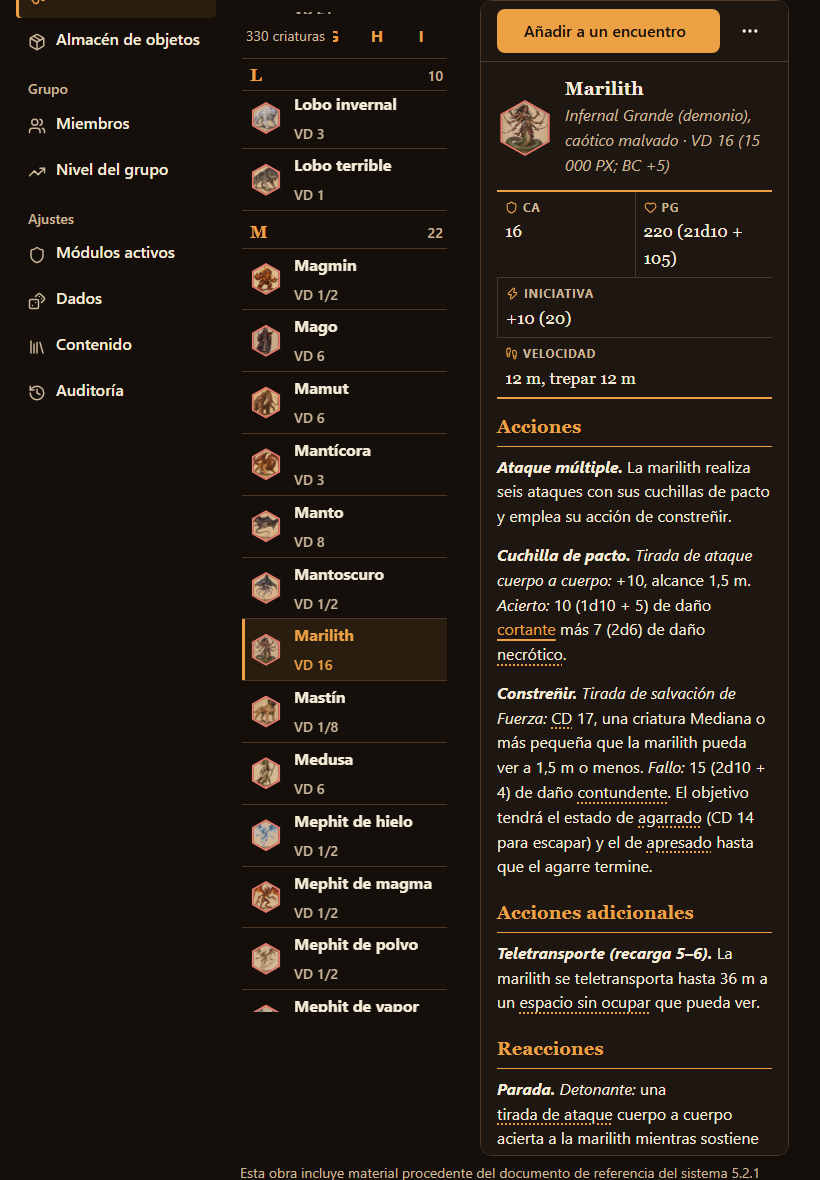 Almacén de objetos
Grupo
Miembros
Nivel del grupo
Ajustes
Módulos activos
Dados
Contenido
Auditoría
330 criaturas
H
I
L
10
Lobo invernal
VD 3
Lobo terrible
VD 1
M
22
Magmin
VD 1/2
Mago
VD 6
Mamut
VD 6
Mantícora
VD 3
Manto
VD 8
Mantoscuro
VD 1/2
Marilith
VD 16
Mastín
VD 1/8
Medusa
VD 6
Mephit de hielo
VD 1/2
Mephit de magma
VD 1/2
Mephit de polvo
VD 1/2
Mephit de vapor
Añadir a un encuentro
Marilith
Infernal Grande (demonio),
caótico malvado · VD 16 (15
000 PX; BC +5)
CA
16
PG
220 (21d10 +
105)
INICIATIVA
+10 (20)
VELOCIDAD
12 m, trepar 12 m
Acciones
Ataque múltiple. La marilith realiza
seis ataques con sus cuchillas de pacto
y emplea su acción de constreñir.
Cuchilla de pacto. Tirada de ataque
cuerpo a cuerpo: +10, alcance 1,5 m.
Acierto: 10 (1d10 + 5) de daño
cortante más 7 (2d6) de daño
necrótico.
Constreñir. Tirada de salvación de
Fuerza: CD 17, una criatura Mediana o
más pequeña que la marilith pueda
ver a 1,5 m o menos. Fallo: 15 (2d10 +
4) de daño contundente. El objetivo
tendrá el estado de agarrado (CD 14
para escapar) y el de apresado hasta
que el agarre termine.
Acciones adicionales
Teletransporte (recarga 5–6). La
marilith se teletransporta hasta 36 m a
un espacio sin ocupar que pueda ver.
Reacciones
Parada. Detonante: una
tirada de ataque cuerpo a cuerpo
acierta a la marilith mientras sostiene
Esta obra incluye material procedente del documento de referencia del sistema 5.2.1